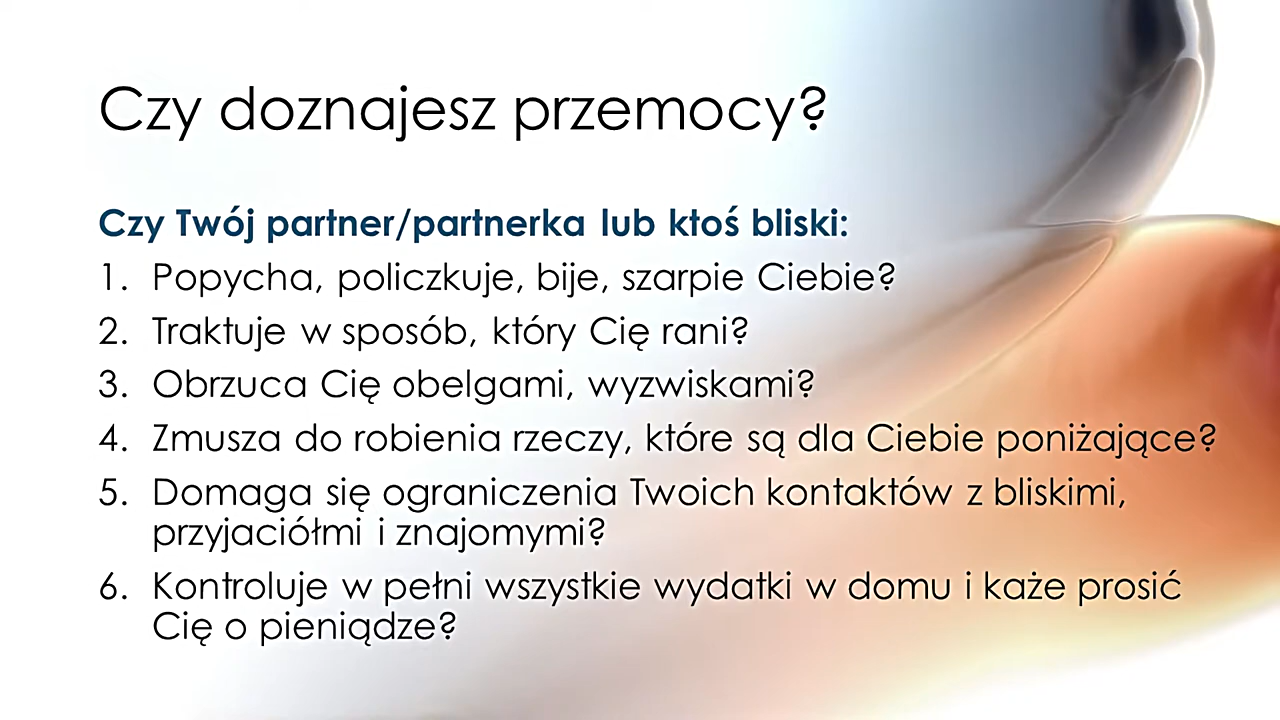 Czy doznajesz przemocy?
Czy Twój partner/partnerka lub ktoś bliski:
1. Popycha, policzkuje, bije, szarpie Ciebie?
2. Traktuje w sposób, który Cię rani?
3. Obrzuca Cię obelgami, wyzwiskami?
4. Zmusza do robienia rzeczy, które są dla Ciebie poniżające?
5. Domaga się ograniczenia Twoich kontaktów z bliskimi,
przyjaciółmi i znajomymi?
6. Kontroluje w pełni wszystkie wydatki w domu i każe prosić
Cię o pieniądze?